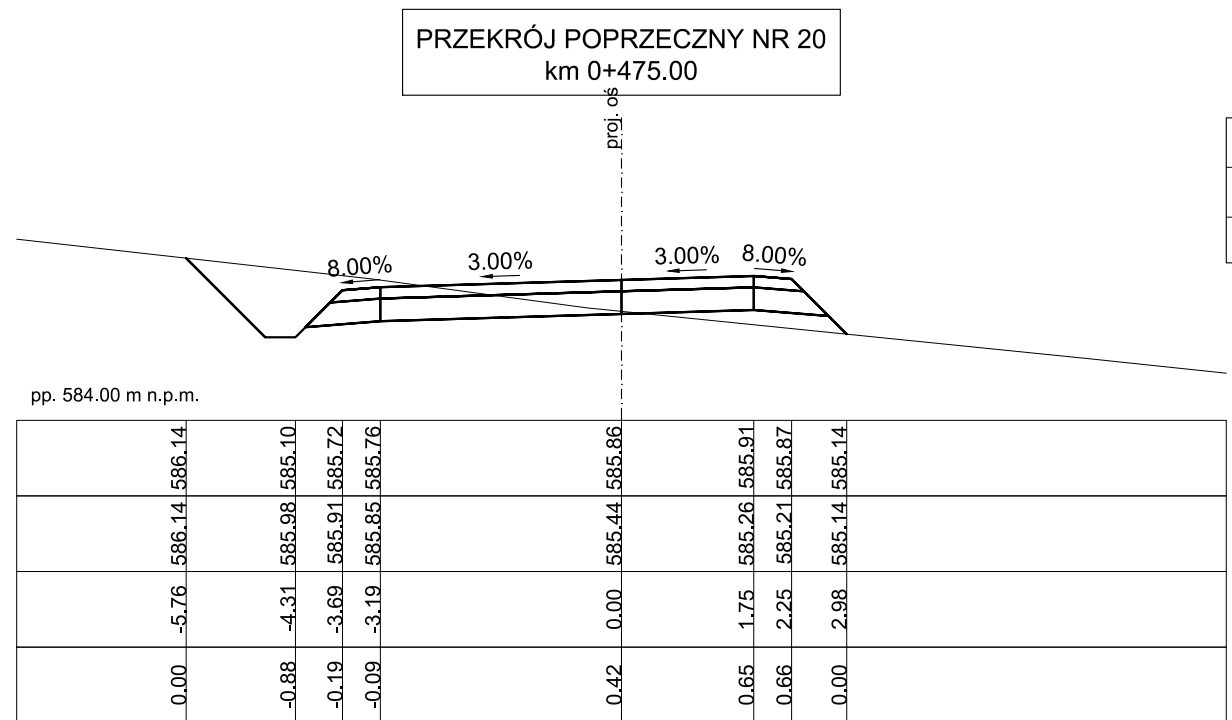 PRZEKRÓJ POPRZECZNY NR 20
km 0+475.00
proj. oś
8.00%
3.00%
3.00%
8.00%
pp. 584.00 m n.p.m.
586.14 585.10 585.72 585.76 585.86 585.91 585.87 585.14
586.14 585.98 585.91 585.85 585.44 585.26 585.21 585.14
-5.76 -4.31 -3.69 -3.19 0.00 1.75 2.25 2.98
0.00 -0.88 -0.19 -0.09 0.42 0.65 0.66 0.00